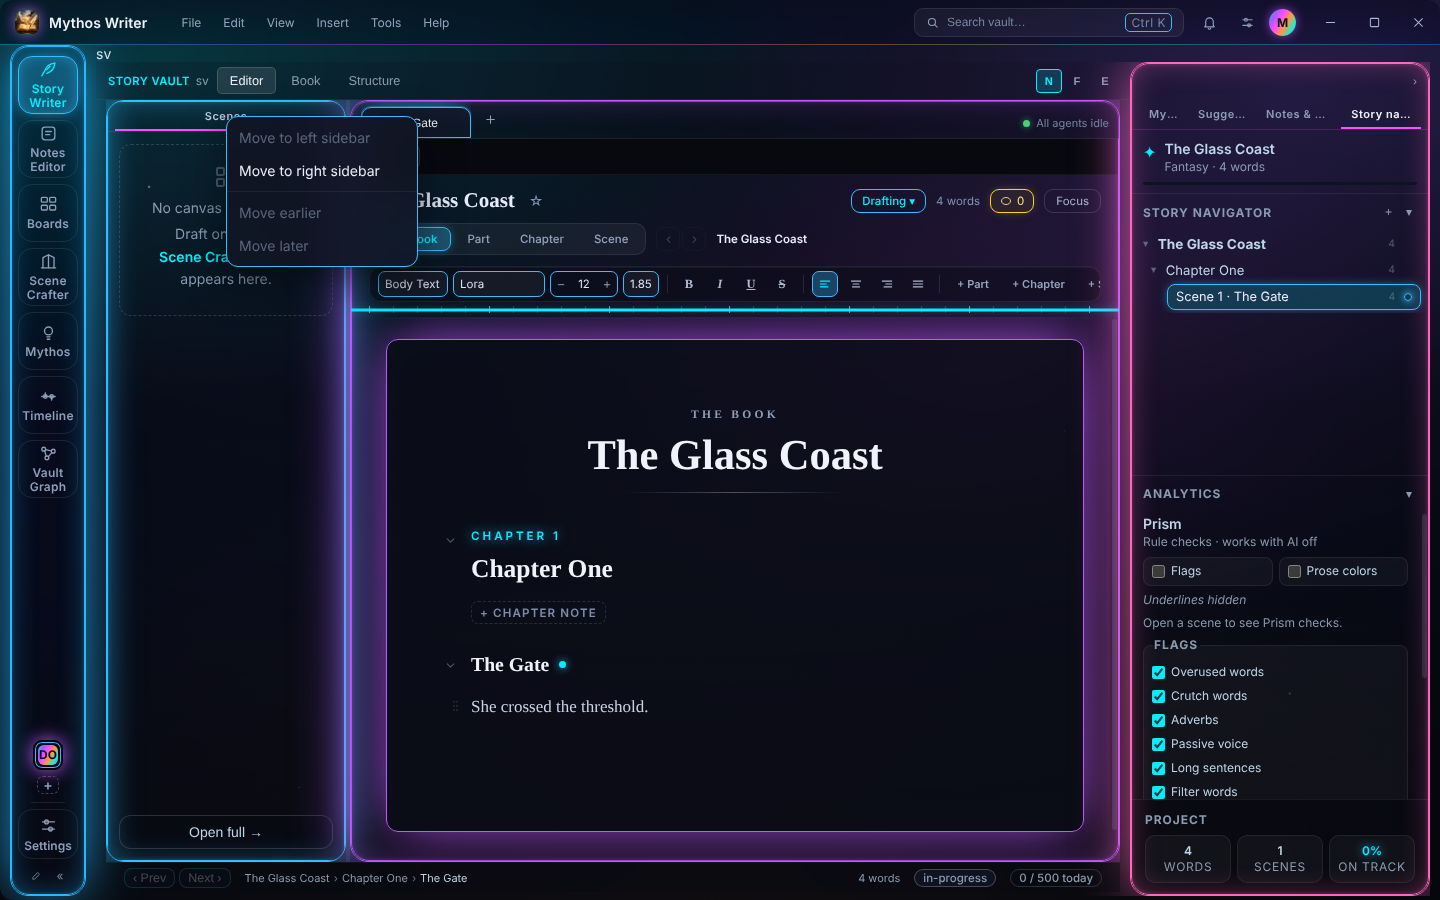 Mythos Writer
File Edit View Insert Tools Help
Search vault… Ctrl K
M
sv
STORY VAULT sv Editor Book Structure
N F E
Story Writer
Notes Editor
Boards
Scene Crafter
Mythos
Timeline
Vault Graph
DO
+
Settings
«
Move to left sidebar
Move to right sidebar
Move earlier
Move later
No canvas
appears here.
Open full →
Gate +
All agents idle
Glass Coast ☆
Drafting ▾ 4 words 0 Focus
Part Chapter Scene ‹ › The Glass Coast
Body Text Lora − 12 + 1.85 B I U S + Part + Chapter
THE BOOK
The Glass Coast
CHAPTER 1
Chapter One
+ CHAPTER NOTE
The Gate
She crossed the threshold.
‹ Prev Next › The Glass Coast › Chapter One › The Gate
4 words in-progress 0 / 500 today
›
My… Sugge… Notes & … Story na…
The Glass Coast
Fantasy · 4 words
STORY NAVIGATOR + ▾
▾ The Glass Coast 4
▾ Chapter One 4
Scene 1 · The Gate 4
ANALYTICS ▾
Prism
Rule checks · works with AI off
Flags Prose colors
Underlines hidden
Open a scene to see Prism checks.
FLAGS
Overused words
Crutch words
Adverbs
Passive voice
Long sentences
Filter words
PROJECT
4 WORDS
1 SCENES
0% ON TRACK